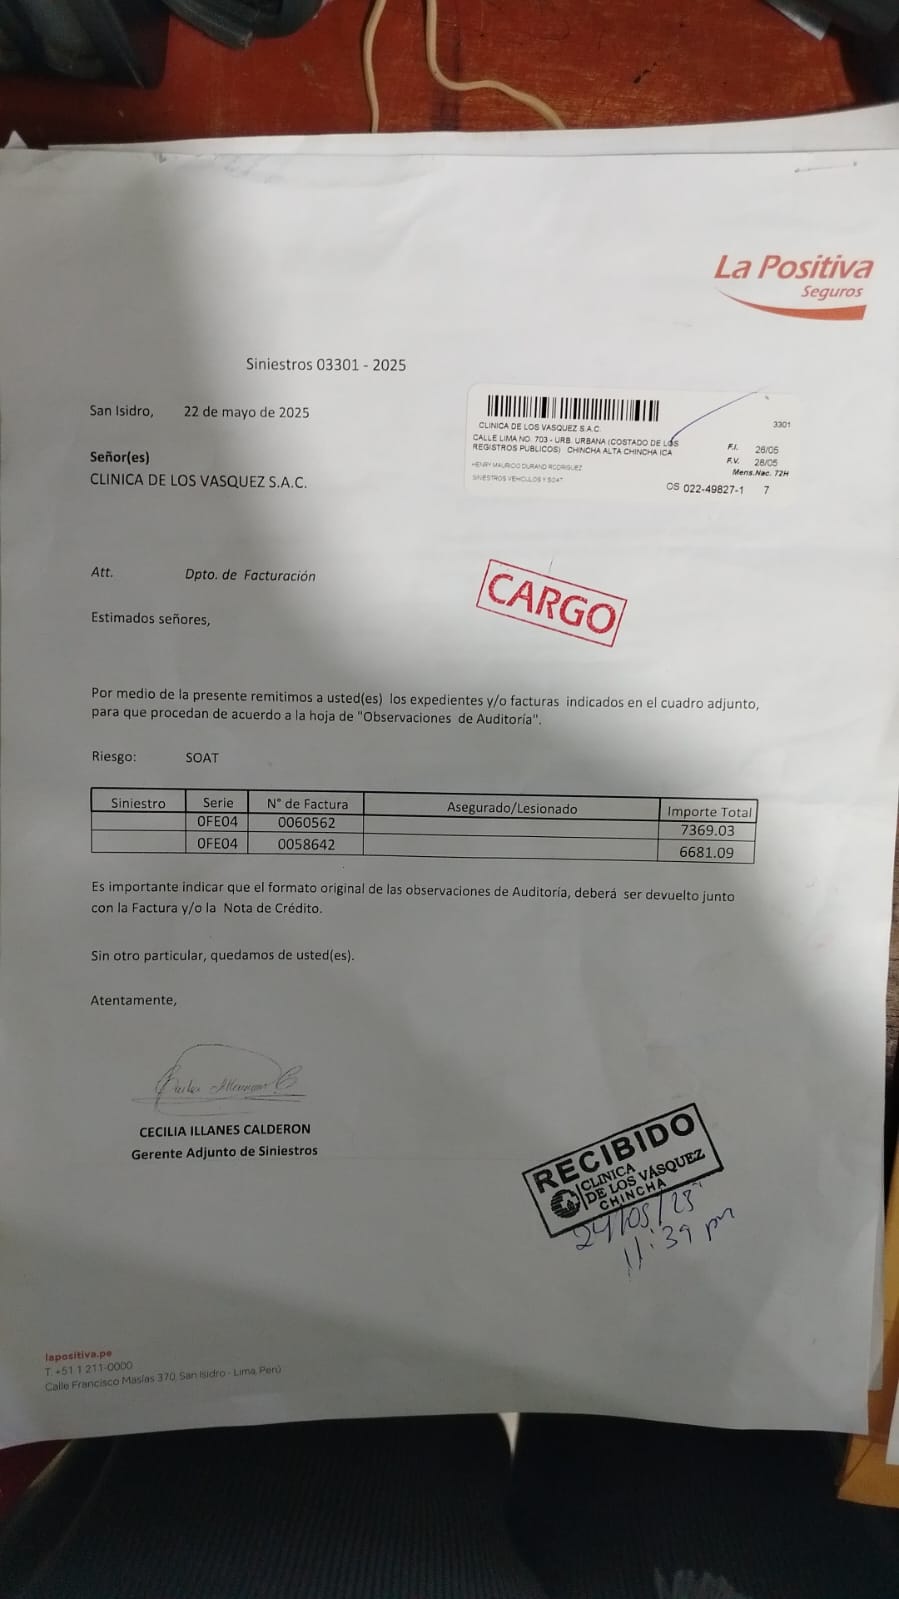 La Positiva
Seguros
Siniestros 03301 - 2025
San Isidro, 22 de mayo de 2025
3301
CLINICA DE LOS VASQUEZ S.A.C.
CALLE LIMA NO. 703 - URB. URBANA (COSTADO DE LOS
REGISTROS PUBLICOS) CHINCHA ALTA CHINCHA ICA
F.I. 26/05
F.V. 28/05
Mens.Nac. 72H
HENRY MAURICIO DURAND RODRIGUEZ
SINIESTROS VEHICULOS Y SOAT
OS 022-49827-1 7
Señor(es)
CLINICA DE LOS VASQUEZ S.A.C.
Att. Dpto. de Facturación
CARGO
Estimados señores,
Por medio de la presente remitimos a usted(es) los expedientes y/o facturas indicados en el cuadro adjunto,
para que procedan de acuerdo a la hoja de "Observaciones de Auditoría".
Riesgo: SOAT
Siniestro Serie N° de Factura Asegurado/Lesionado Importe Total
0FE04 0060562 7369.03
0FE04 0058642 6681.09
Es importante indicar que el formato original de las observaciones de Auditoría, deberá ser devuelto junto
con la Factura y/o la Nota de Crédito.
Sin otro particular, quedamos de usted(es).
Atentamente,
CECILIA ILLANES CALDERON
Gerente Adjunto de Siniestros
RECIBIDO
CLINICA
DE LOS VÁSQUEZ
CHINCHA
11:39 pm
lapositiva.pe
T. +51 1 211-0000
Calle Francisco Masías 370, San Isidro - Lima, Perú